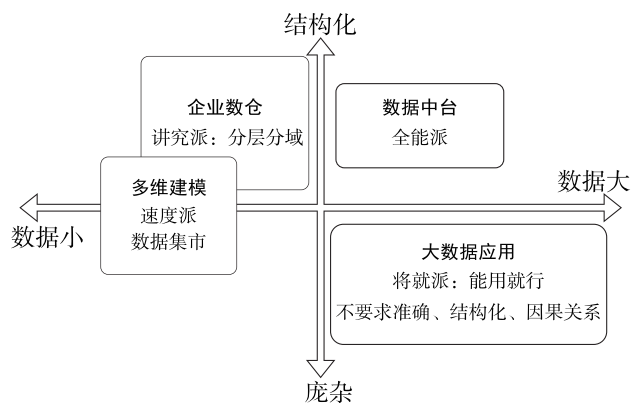 结构化
企业数仓
讲究派：分层分域
数据中台
全能派
多维建模
速度派
数据集市
数据大
数据小
大数据应用
将就派：能用就行
不要求准确、结构化、因果关系
庞杂